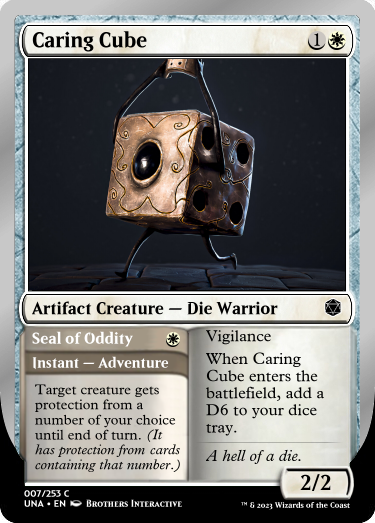 Caring Cube 1
Artifact Creature — Die Warrior
Seal of Oddity
Instant — Adventure
Target creature gets
protection from a
number of your choice
until end of turn. (It
has protection from cards
containing that number.)
Vigilance
When Caring
Cube enters the
battlefield, add a
D6 to your dice
tray.
A hell of a die.
2/2
007/253 C
UNA • EN Brothers Interactive
™ & © 2023 Wizards of the Coast